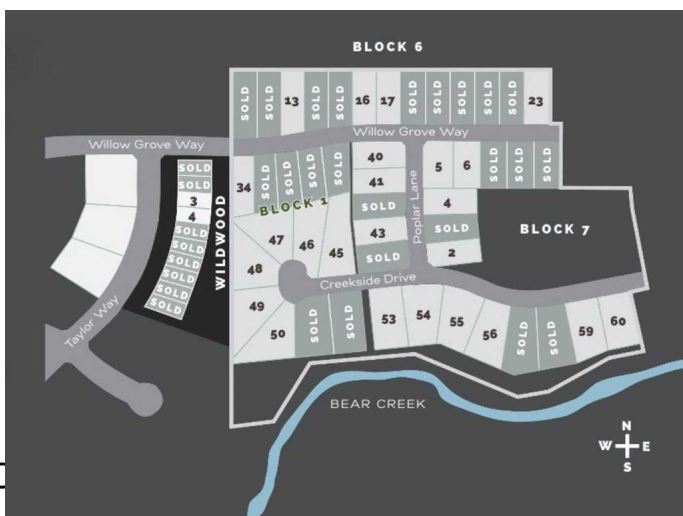 BLOCK 6
SOLD SOLD 13 SOLD SOLD 16 17 SOLD SOLD SOLD SOLD SOLD 23
Willow Grove Way
Willow Grove Way
SOLD
SOLD
3
4
SOLD
SOLD
SOLD
SOLD
SOLD
SOLD
WILDWOOD
Taylor Way
34 SOLD SOLD SOLD SOLD
BLOCK 1
40
41
SOLD
43
SOLD
Poplar Lane
5 6 SOLD SOLD SOLD
4
SOLD
2
BLOCK 7
47 46 45
48
49
50 SOLD SOLD
Creekside Drive
53 54 55 56 SOLD SOLD 59 60
BEAR CREEK
N
W E
S